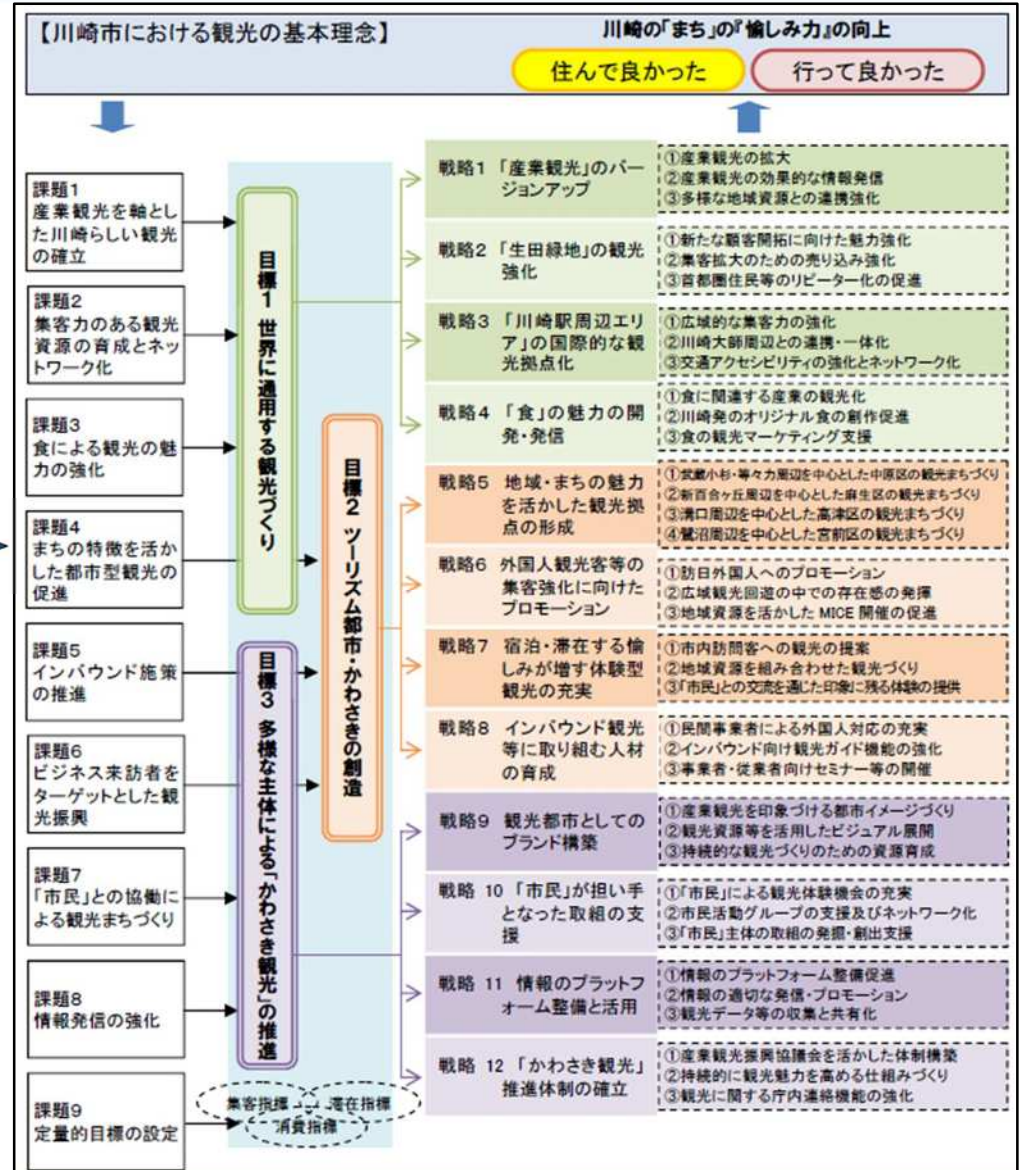 【川崎市における観光の基本理念】
川崎の「まち」の『愉しみ力』の向上
住んで良かった
行って良かった
課題1
産業観光を軸とし
た川崎らしい観光
の確立
課題2
集客力のある観光
資源の育成とネッ
トワーク化
課題3
食による観光の魅
力の強化
課題4
まちの特徴を活か
した都市型観光の
促進
課題5
インバウンド施策
の推進
課題6
ビジネス来訪者を
ターゲットとした観
光振興
課題7
「市民」との協働に
よる観光まちづくり
課題8
情報発信の強化
課題9
定量的目標の設定
目標1 世界に通用する観光づくり
目標2 ツーリズム都市・かわさきの創造
目標3 多様な主体による「かわさき観光」の推進
集客指標
滞在指標
消費指標
戦略1 「産業観光」のバー
ジョンアップ
①産業観光の拡大
②産業観光の効果的な情報発信
③多様な地域資源との連携強化
戦略2 「生田緑地」の観光
強化
①新たな顧客開拓に向けた魅力強化
②集客拡大のための売り込み強化
③首都圏住民等のリピーター化の促進
戦略3 「川崎駅周辺エリ
ア」の国際的な観
光拠点化
①広域的な集客力の強化
②川崎大師周辺との連携・一体化
③交通アクセシビリティの強化とネットワーク化
戦略4 「食」の魅力の開
発・発信
①食に関連する産業の観光化
②川崎発のオリジナル食の創作促進
③食の観光マーケティング支援
戦略5 地域・まちの魅力
を活かした観光拠
点の形成
①武蔵小杉・等々力周辺を中心とした中原区の観光まちづくり
②新百合ヶ丘周辺を中心とした麻生区の観光まちづくり
③溝口周辺を中心とした高津区の観光まちづくり
④鷺沼周辺を中心とした宮前区の観光まちづくり
戦略6 外国人観光客等の
集客強化に向けた
プロモーション
①訪日外国人へのプロモーション
②広域観光回遊の中での存在感の発揮
③地域資源を活かした MICE 開催の促進
戦略7 宿泊・滞在する愉
しみが増す体験型
観光の充実
①市内訪問客への観光の提案
②地域資源を組み合わせた観光づくり
③「市民」との交流を通じた印象に残る体験の提供
戦略8 インバウンド観光
等に取り組む人材
の育成
①民間事業者による外国人対応の充実
②インバウンド向け観光ガイド機能の強化
③事業者・従業者向けセミナー等の開催
戦略9 観光都市としての
ブランド構築
①産業観光を印象づける都市イメージづくり
②観光資源等を活用したビジュアル展開
③持続的な観光づくりのための資源育成
戦略 10 「市民」が担い手
となった取組の支
援
①「市民」による観光体験機会の充実
②市民活動グループの支援及びネットワーク化
③「市民」主体の取組の発掘・創出支援
戦略 11 情報のプラットフ
ォーム整備と活用
①情報のプラットフォーム整備促進
②情報の適切な発信・プロモーション
③観光データ等の収集と共有化
戦略 12 「かわさき観光」
推進体制の確立
①産業観光振興協議会を活かした体制構築
②持続的に観光魅力を高める仕組みづくり
③観光に関する庁内連絡機能の強化